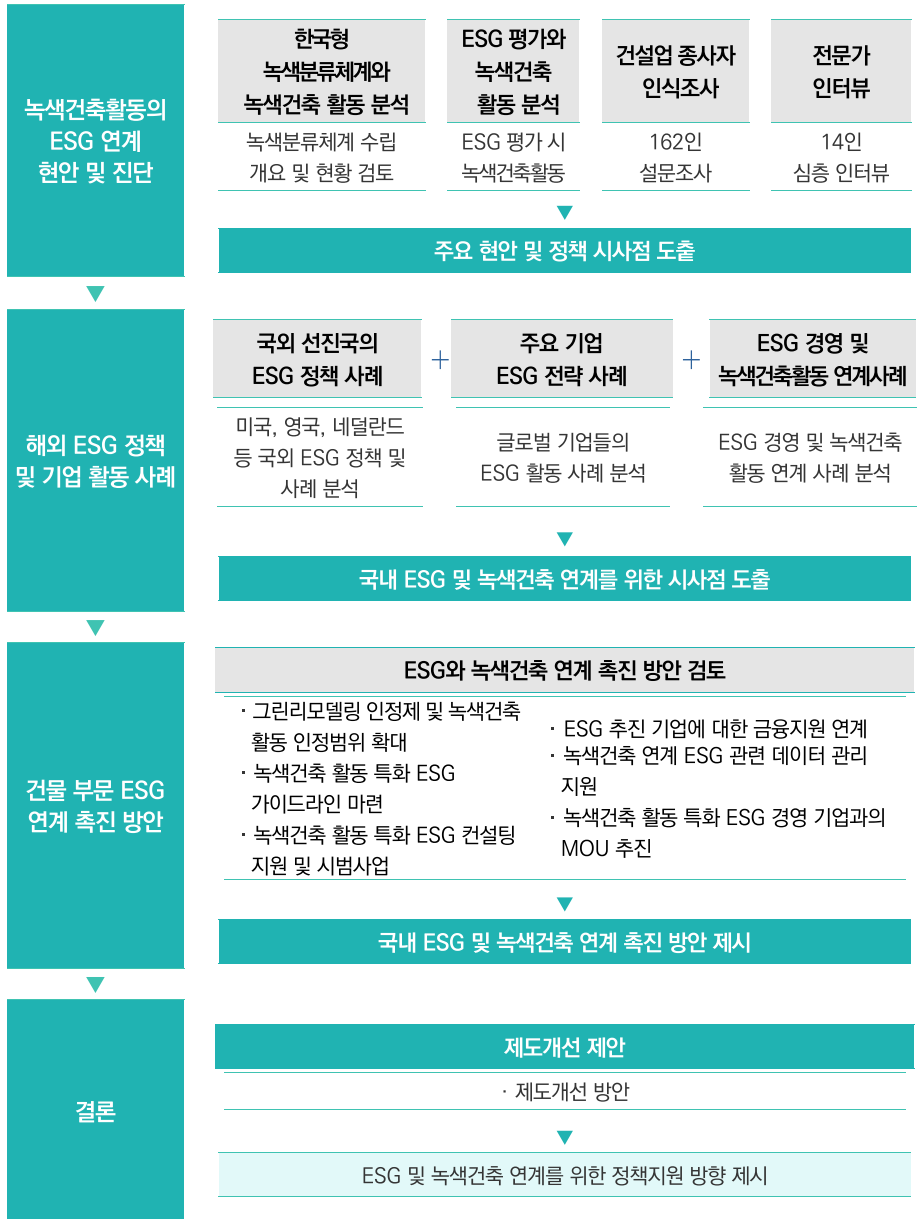 녹색건축활동의
ESG 연계
현안 및 진단
한국형
녹색분류체계와
녹색건축 활동 분석
녹색분류체계 수립
개요 및 현황 검토
ESG 평가와
녹색건축
활동 분석
ESG 평가 시
녹색건축활동
건설업 종사자
인식조사
162인
설문조사
전문가
인터뷰
14인
심층 인터뷰
주요 현안 및 정책 시사점 도출
해외 ESG 정책
및 기업 활동 사례
국외 선진국의
ESG 정책 사례
미국, 영국, 네덜란드
등 국외 ESG 정책 및
사례 분석
+
주요 기업
ESG 전략 사례
글로벌 기업들의
ESG 활동 사례 분석
+
ESG 경영 및
녹색건축활동 연계사례
ESG 경영 및 녹색건축
활동 연계 사례 분석
국내 ESG 및 녹색건축 연계를 위한 시사점 도출
건물 부문 ESG
연계 촉진 방안
ESG와 녹색건축 연계 촉진 방안 검토
· 그린리모델링 인정제 및 녹색건축
활동 인정범위 확대
· 녹색건축 활동 특화 ESG
가이드라인 마련
· 녹색건축 활동 특화 ESG 컨설팅
지원 및 시범사업
· ESG 추진 기업에 대한 금융지원 연계
· 녹색건축 연계 ESG 관련 데이터 관리
지원
· 녹색건축 활동 특화 ESG 경영 기업과의
MOU 추진
국내 ESG 및 녹색건축 연계 촉진 방안 제시
결론
제도개선 제안
· 제도개선 방안
ESG 및 녹색건축 연계를 위한 정책지원 방향 제시